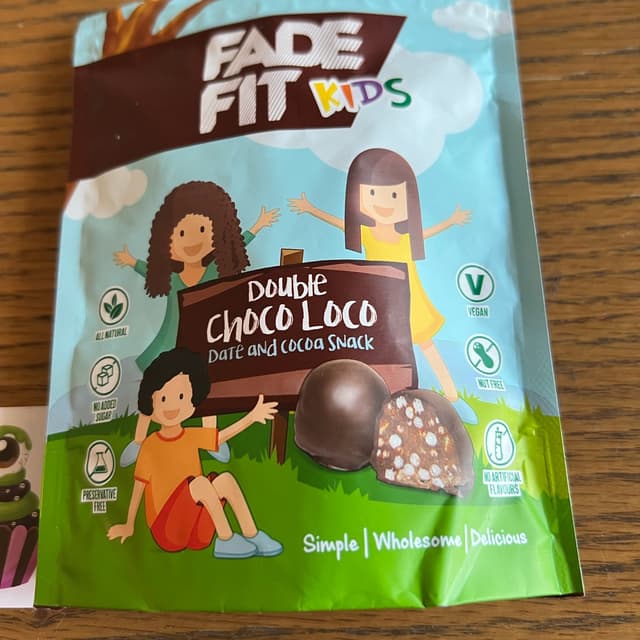 FADE
FIT KIDS
DOUBLE
CHOCO LOCO
DATE AND COCOA SNACK
ALL NATURAL
NO ADDED
SUGAR
PRESERVATIVE
FREE
V
VEGAN
NUT FREE
NO ARTIFICIAL
FLAVOURS
Simple | Wholesome | Delicious